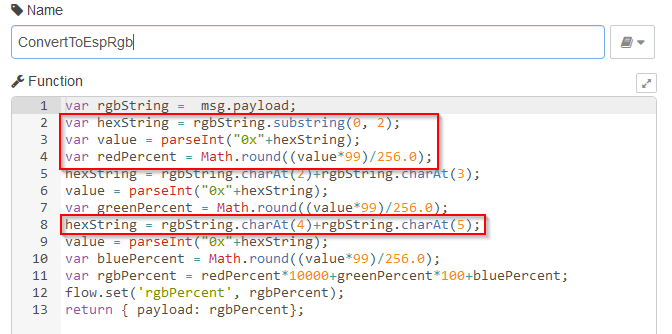 Name
ConvertToEspRgb
Function
1 var rgbString =  msg.payload;
2 var hexString = rgbString.substring(0, 2);
3 var value = parseInt("0x"+hexString);
4 var redPercent = Math.round((value*99)/256.0);
5 hexString = rgbString.charAt(2)+rgbString.charAt(3);
6 value = parseInt("0x"+hexString);
7 var greenPercent = Math.round((value*99)/256.0);
8 hexString = rgbString.charAt(4)+rgbString.charAt(5);
9 value = parseInt("0x"+hexString);
10 var bluePercent = Math.round((value*99)/256.0);
11 var rgbPercent = redPercent*10000+greenPercent*100+bluePercent;
12 flow.set('rgbPercent', rgbPercent);
13 return { payload: rgbPercent};